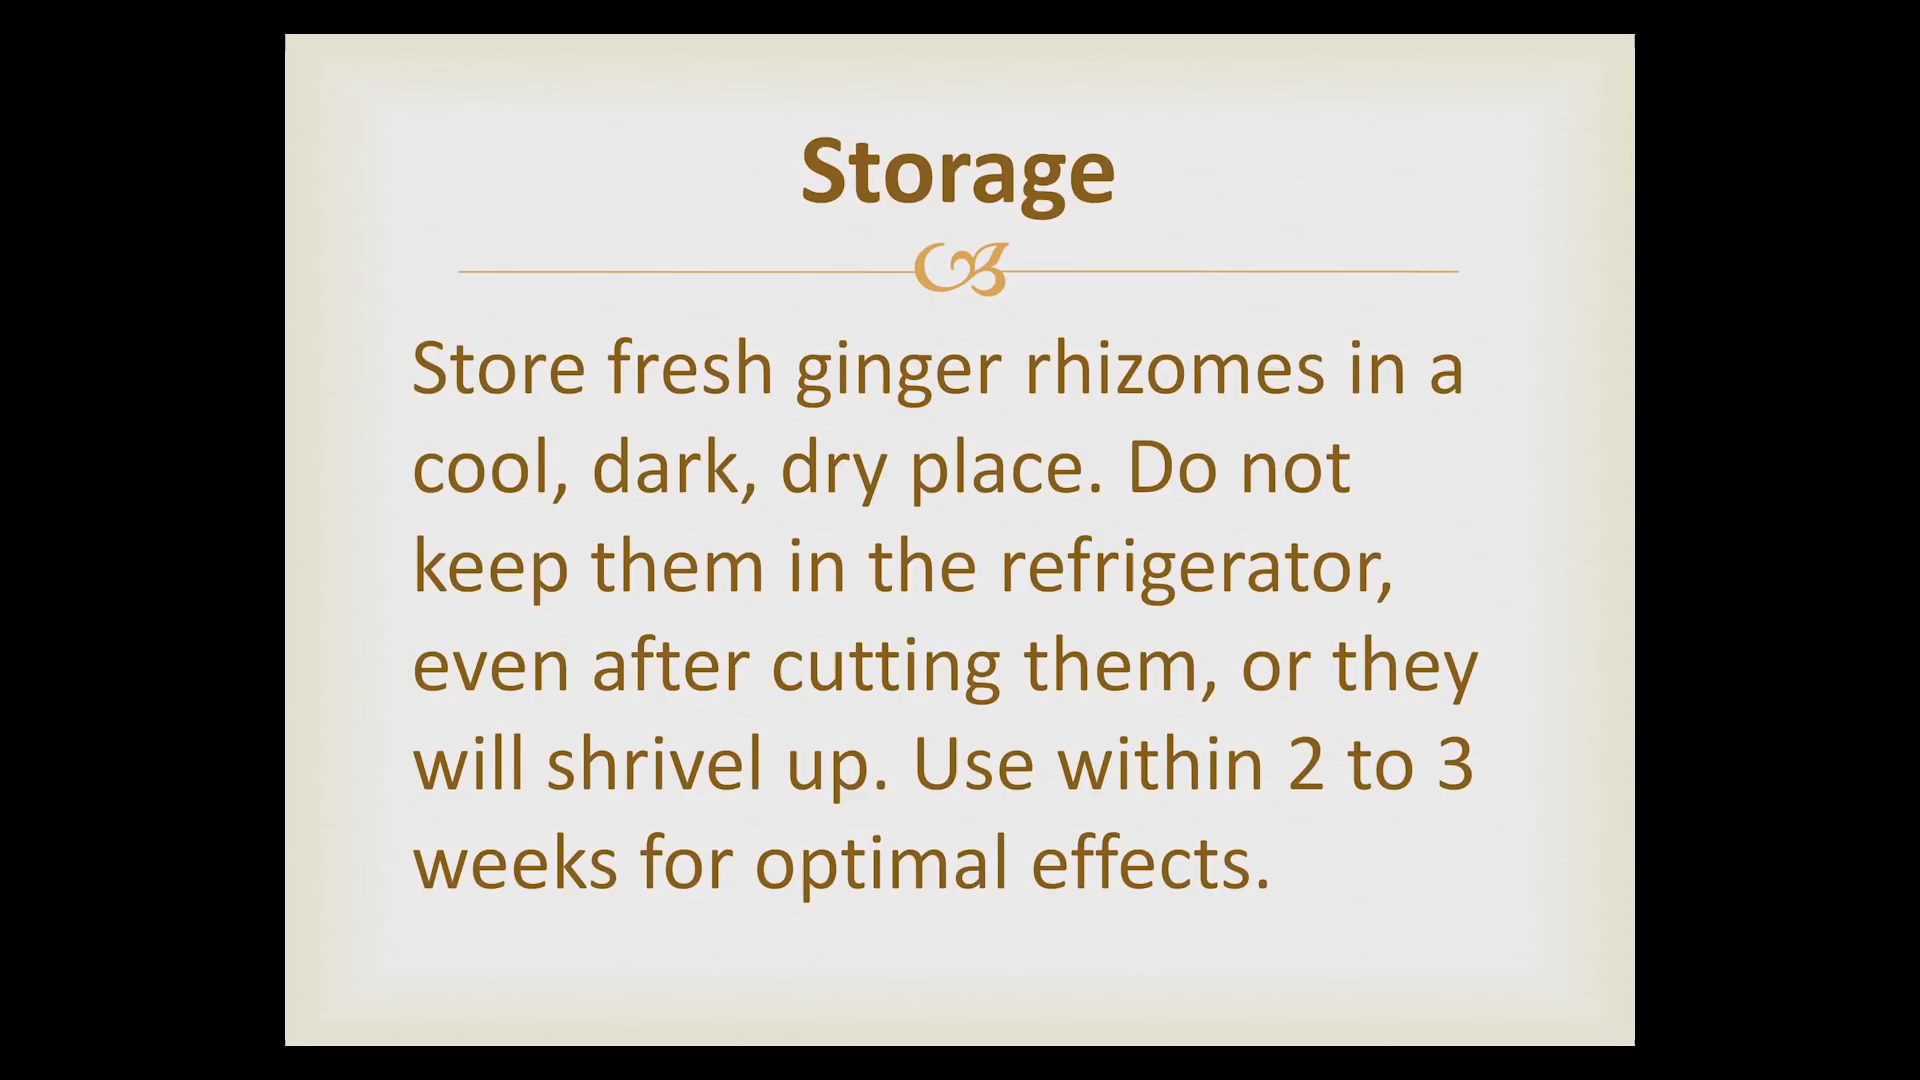 Storage
Store fresh ginger rhizomes in a
cool, dark, dry place. Do not
keep them in the refrigerator,
even after cutting them, or they
will shrivel up. Use within 2 to 3
weeks for optimal effects.